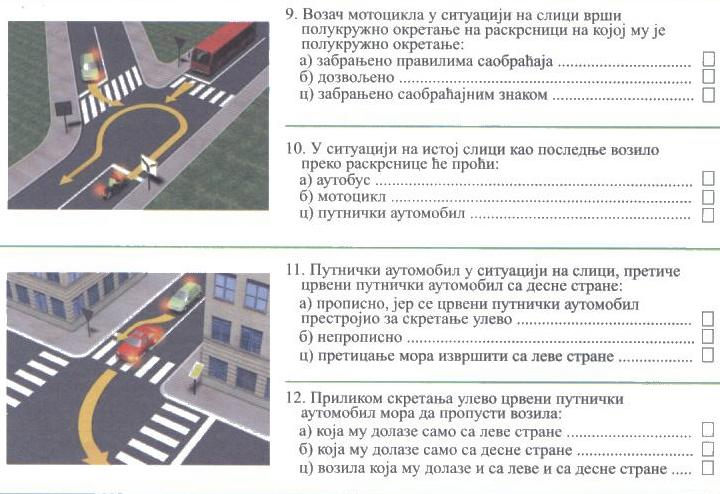 9. Возач мотоцикла у ситуацији на слици врши
полукружно окретање на раскрсници на којој му је
полукружно окретање:
а) забрањено правилима саобраћаја
б) дозвољено
ц) забрањено саобраћајним знаком
10. У ситуацији на истој слици као последње возило
преко раскрснице ће проћи:
а) аутобус
б) мотоцикл
ц) путнички аутомобил
11. Путнички аутомобил у ситуацији на слици, претиче
црвени путнички аутомобил са десне стране:
а) прописно, јер се црвени путнички аутомобил
престројио за скретање улево
б) непрописно
ц) претицање мора извршити са леве стране
12. Приликом скретања улево црвени путнички
аутомобил мора да пропусти возила:
а) која му долазе само са леве стране
б) која му долазе само са десне стране
ц) возила која му долазе и са леве и са десне стране